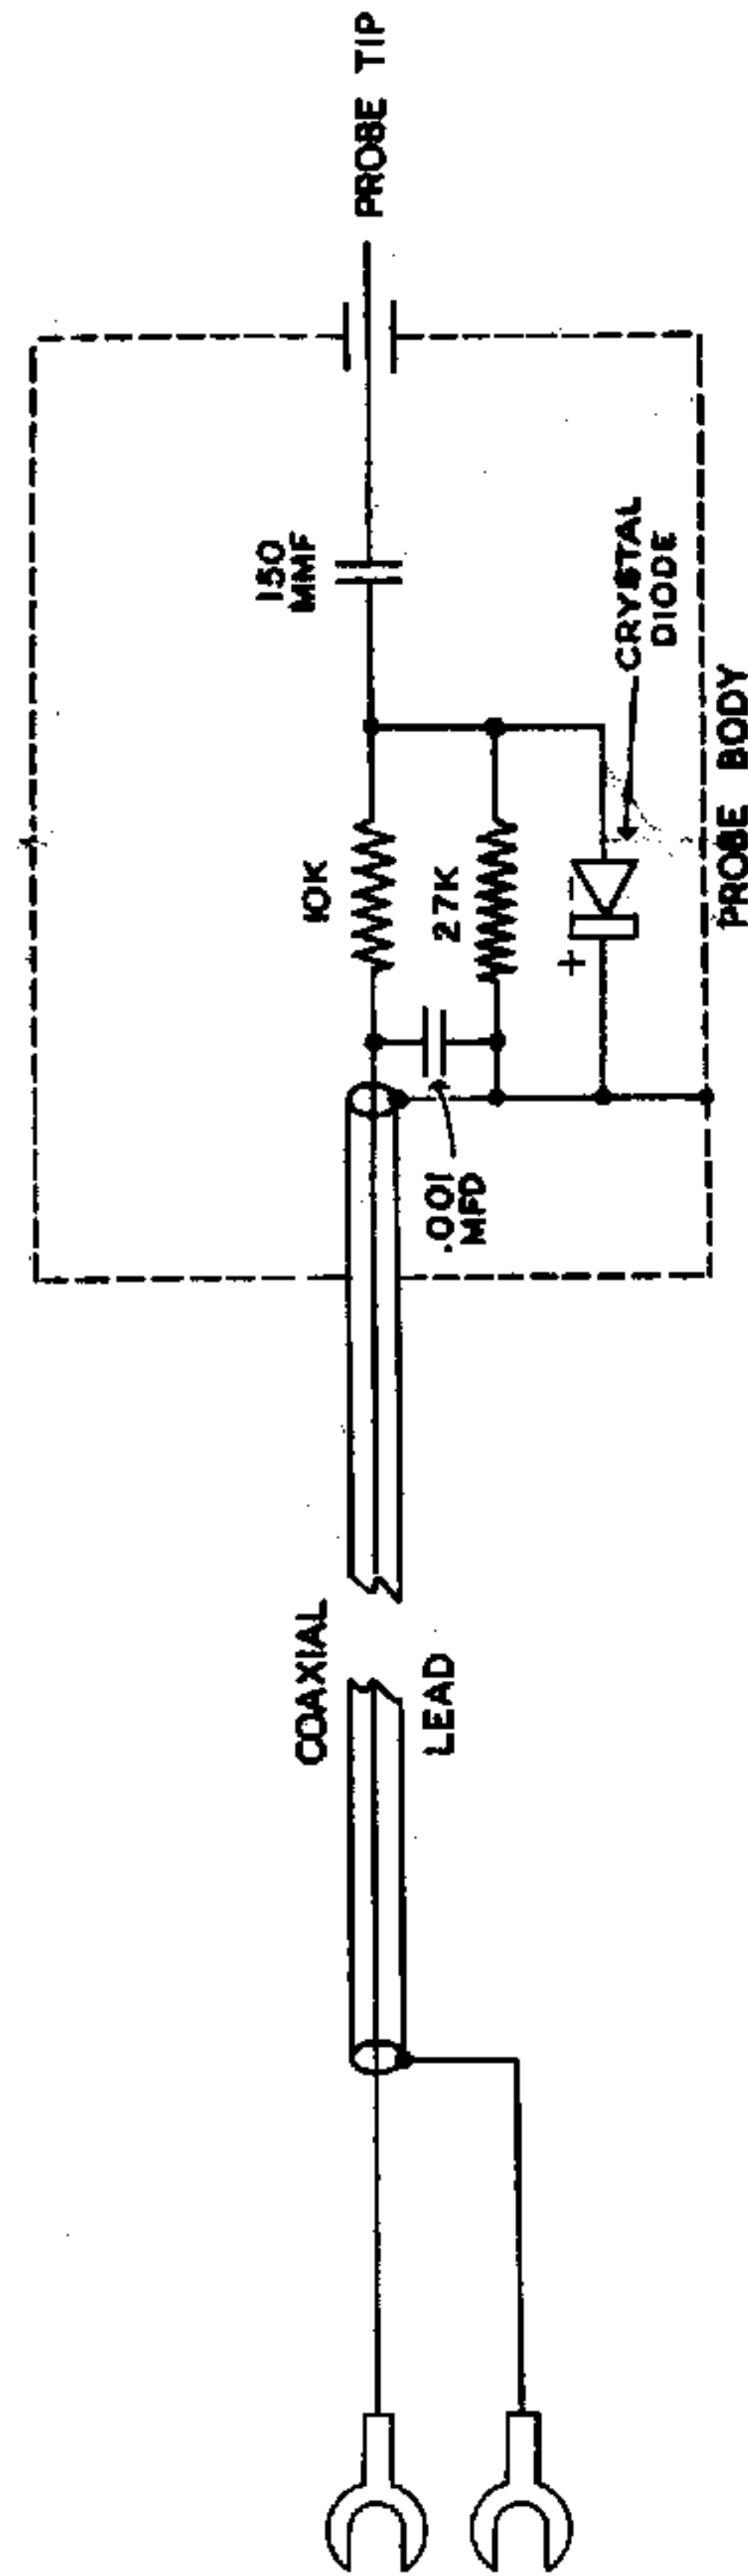 PROBE TIP
150
MMF
10K
27K
CRYSTAL
DIODE
+
PROBE BODY
.001
MFD
COAXIAL
LEAD